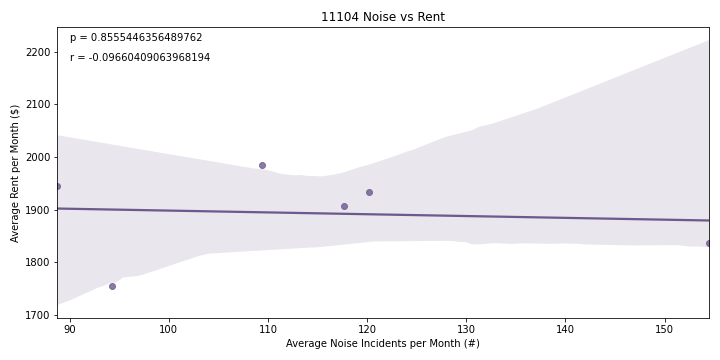 11104 Noise vs Rent
p = 0.8555446356489762
r = -0.09660409063968194
Average Rent per Month ($)
2200
2100
2000
1900
1800
1700
90 100 110 120 130 140 150
Average Noise Incidents per Month (#)